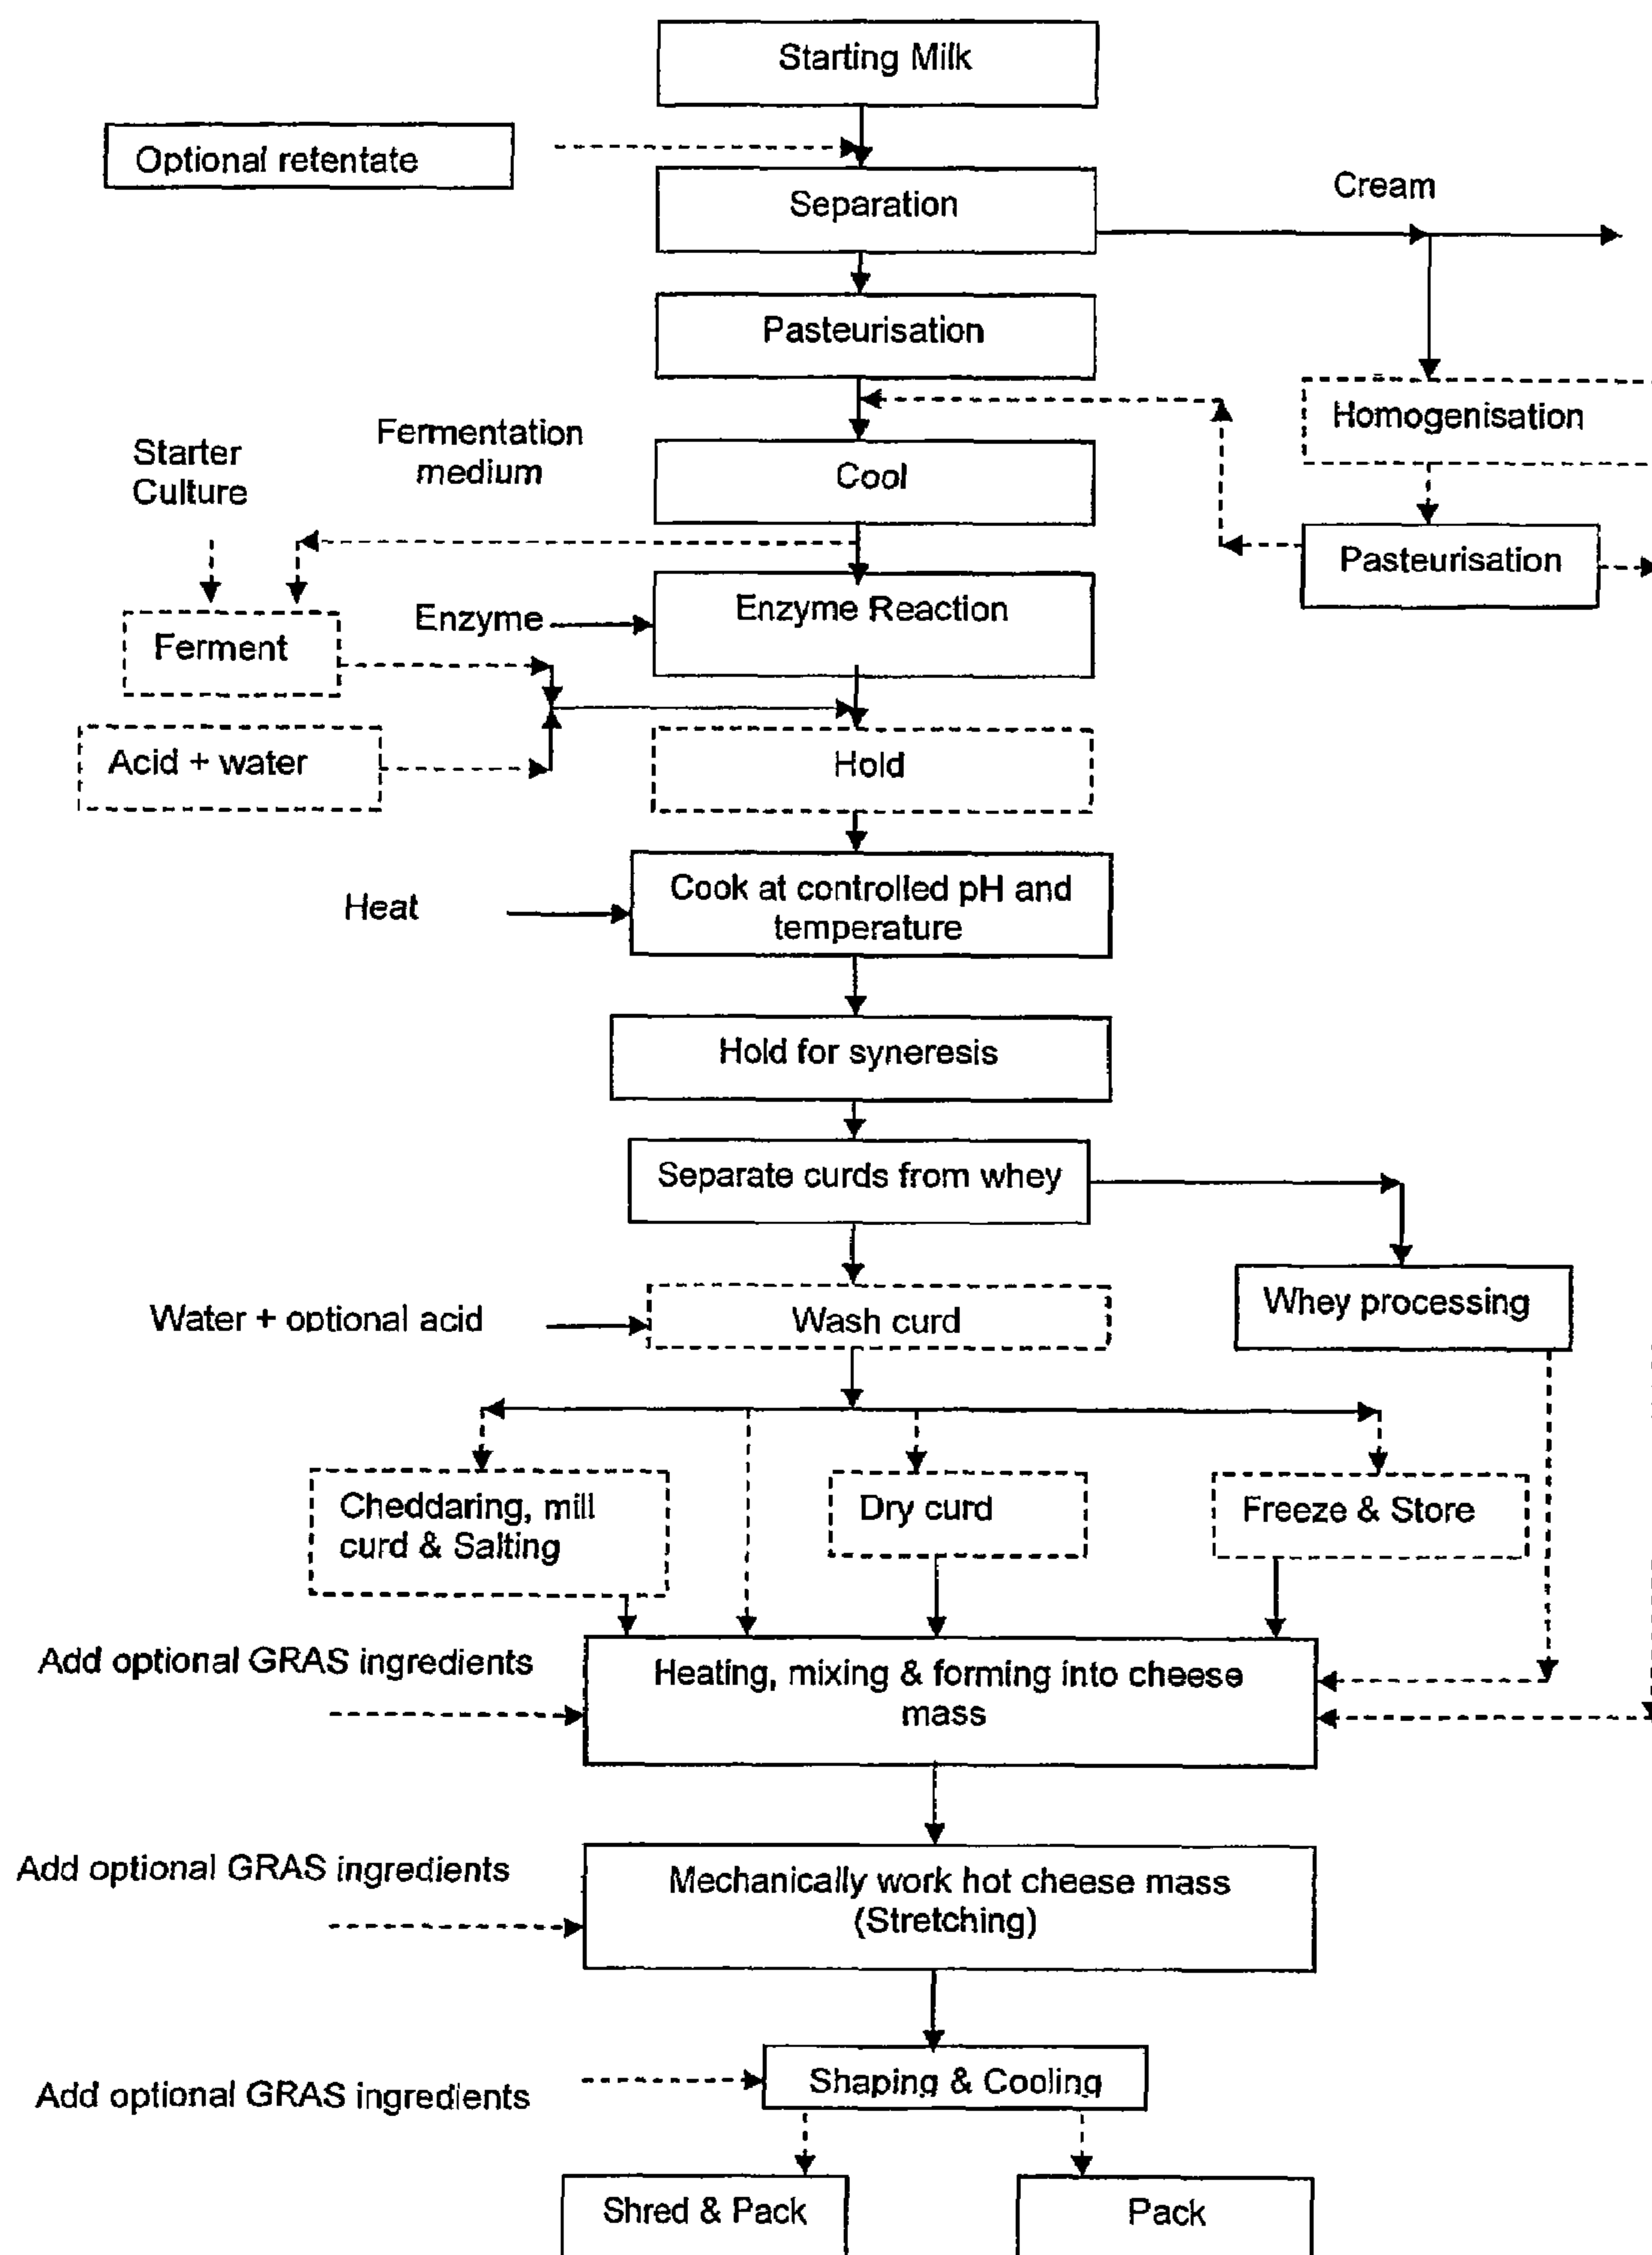 Starting Milk
Optional retentate
Separation
Cream
Pasteurisation
Homogenisation
Fermentation
medium
Starter
Culture
Cool
Pasteurisation
Enzyme Reaction
Enzyme
Ferment
Acid + water
Hold
Cook at controlled pH and
temperature
Heat
Hold for syneresis
Separate curds from whey
Whey processing
Water + optional acid
Wash curd
Cheddaring, mill
curd & Salting
Dry curd
Freeze & Store
Add optional GRAS ingredients
Heating, mixing & forming into cheese
mass
Add optional GRAS ingredients
Mechanically work hot cheese mass
(Stretching)
Shaping & Cooling
Add optional GRAS ingredients
Shred & Pack
Pack